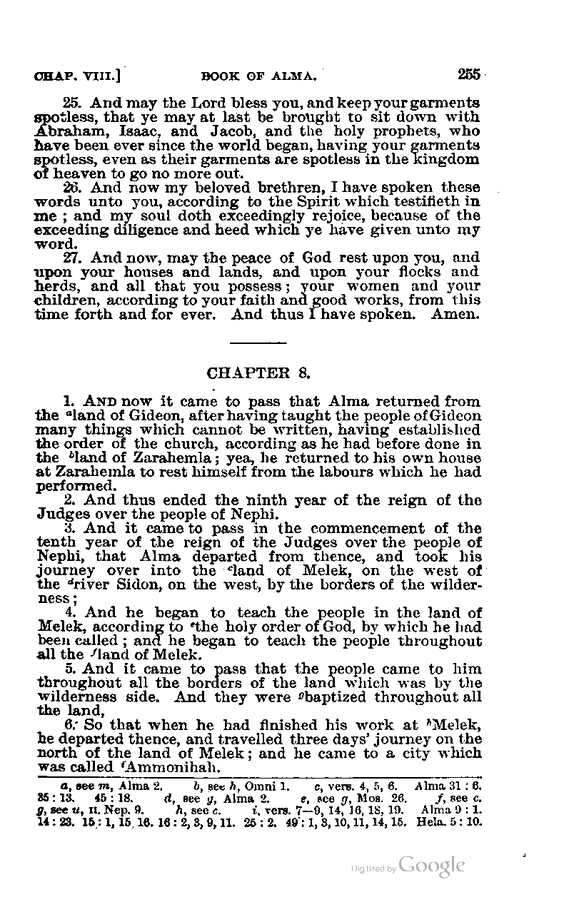 CHAP. VIII.] BOOK OF ALMA. 255
25. And may the Lord bless you, and keep your garments
spotless, that ye may at last be brought to sit down with
Abraham, Isaac, and Jacob, and the holy prophets, who
have been ever since the world began, having your garments
spotless, even as their garments are spotless in the kingdom
of heaven to go no more out.
26. And now my beloved brethren, I have spoken these
words unto you, according to the Spirit which testifieth in
me ; and my soul doth exceedingly rejoice, because of the
exceeding diligence and heed which ye have given unto my
word.
27. And now, may the peace of God rest upon you, and
upon your houses and lands, and upon your flocks and
herds, and all that you possess ; your women and your
children, according to your faith and good works, from this
time forth and for ever. And thus I have spoken. Amen.
CHAPTER 8.
1. AND now it came to pass that Alma returned from
the ᵃland of Gideon, after having taught the people of Gideon
many things which cannot be written, having established
the order of the church, according as he had before done in
the ᵇland of Zarahemla ; yea, he returned to his own house
at Zarahemla to rest himself from the labours which he had
performed.
2. And thus ended the ninth year of the reign of the
Judges over the people of Nephi.
3. And it came to pass in the commencement of the
tenth year of the reign of the Judges over the people of
Nephi, that Alma departed from thence, and took his
journey over into the ᶜland of Melek, on the west of
the ᵈriver Sidon, on the west, by the borders of the wilder-
ness ;
4. And he began to teach the people in the land of
Melek, according to ᵉthe holy order of God, by which he had
been called ; and he began to teach the people throughout
all the ᶠland of Melek.
5. And it came to pass that the people came to him
throughout all the borders of the land which was by the
wilderness side. And they were ᵍbaptized throughout all
the land,
6. So that when he had finished his work at ʰMelek,
he departed thence, and travelled three days' journey on the
north of the land of Melek ; and he came to a city which
was called ⁱAmmonihah.
a, see m, Alma 2. b, see h, Omni 1. c, vers. 4, 5, 6. Alma 31 : 6.
35 : 13. 45 : 18. d, see g, Alma 2. e, see g, Mos. 26. f, see c.
g, see u, II. Nep. 9. h, see c. i, vers. 7—9, 14, 16, 18, 19. Alma 9 : 1.
14 : 23. 15 : 1, 15, 16. 16 : 2, 3, 9, 11. 25 : 2. 49 : 1, 3, 10, 11, 14, 15. Hela. 5 : 10.
Digitized by Google